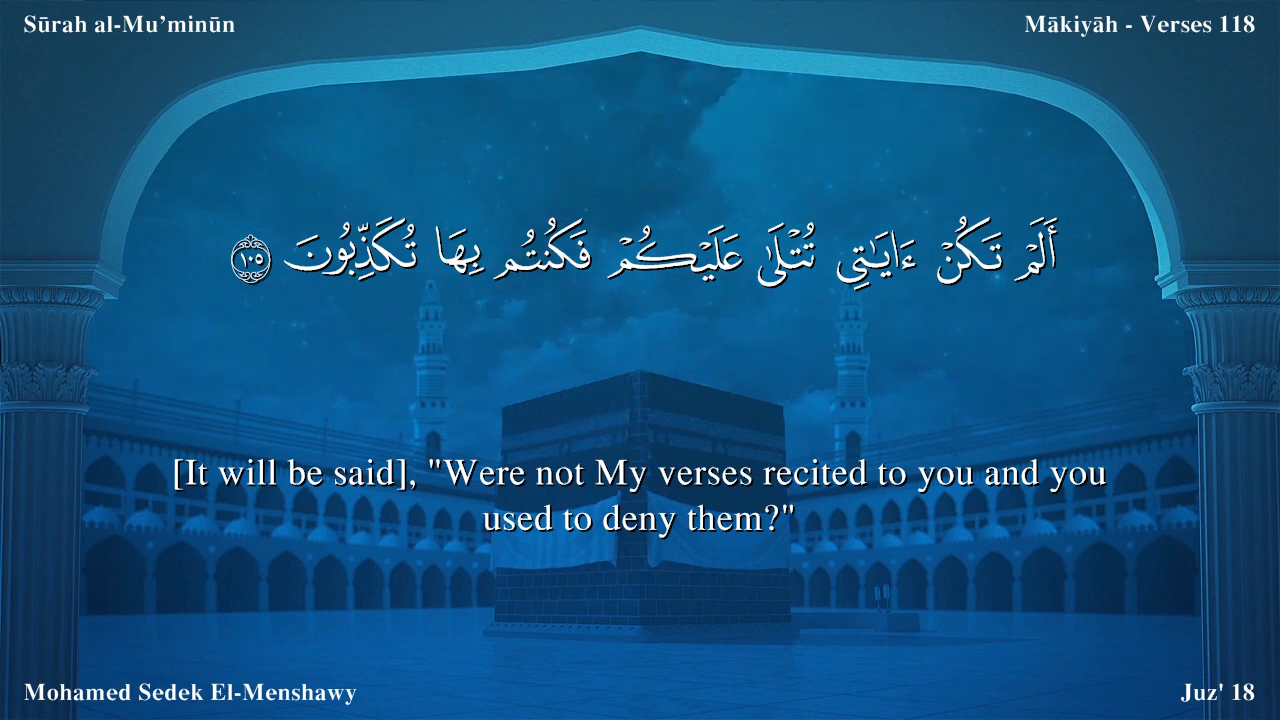 Sūrah al-Mu’minūn
Mākiyāh - Verses 118
أَلَمْ تَكُنْ ءَايَـٰتِى تُتْلَىٰ عَلَيْكُمْ فَكُنتُم بِهَا تُكَذِّبُونَ ١٠٥
[It will be said], "Were not My verses recited to you and you
used to deny them?"
Mohamed Sedek El-Menshawy
Juz' 18